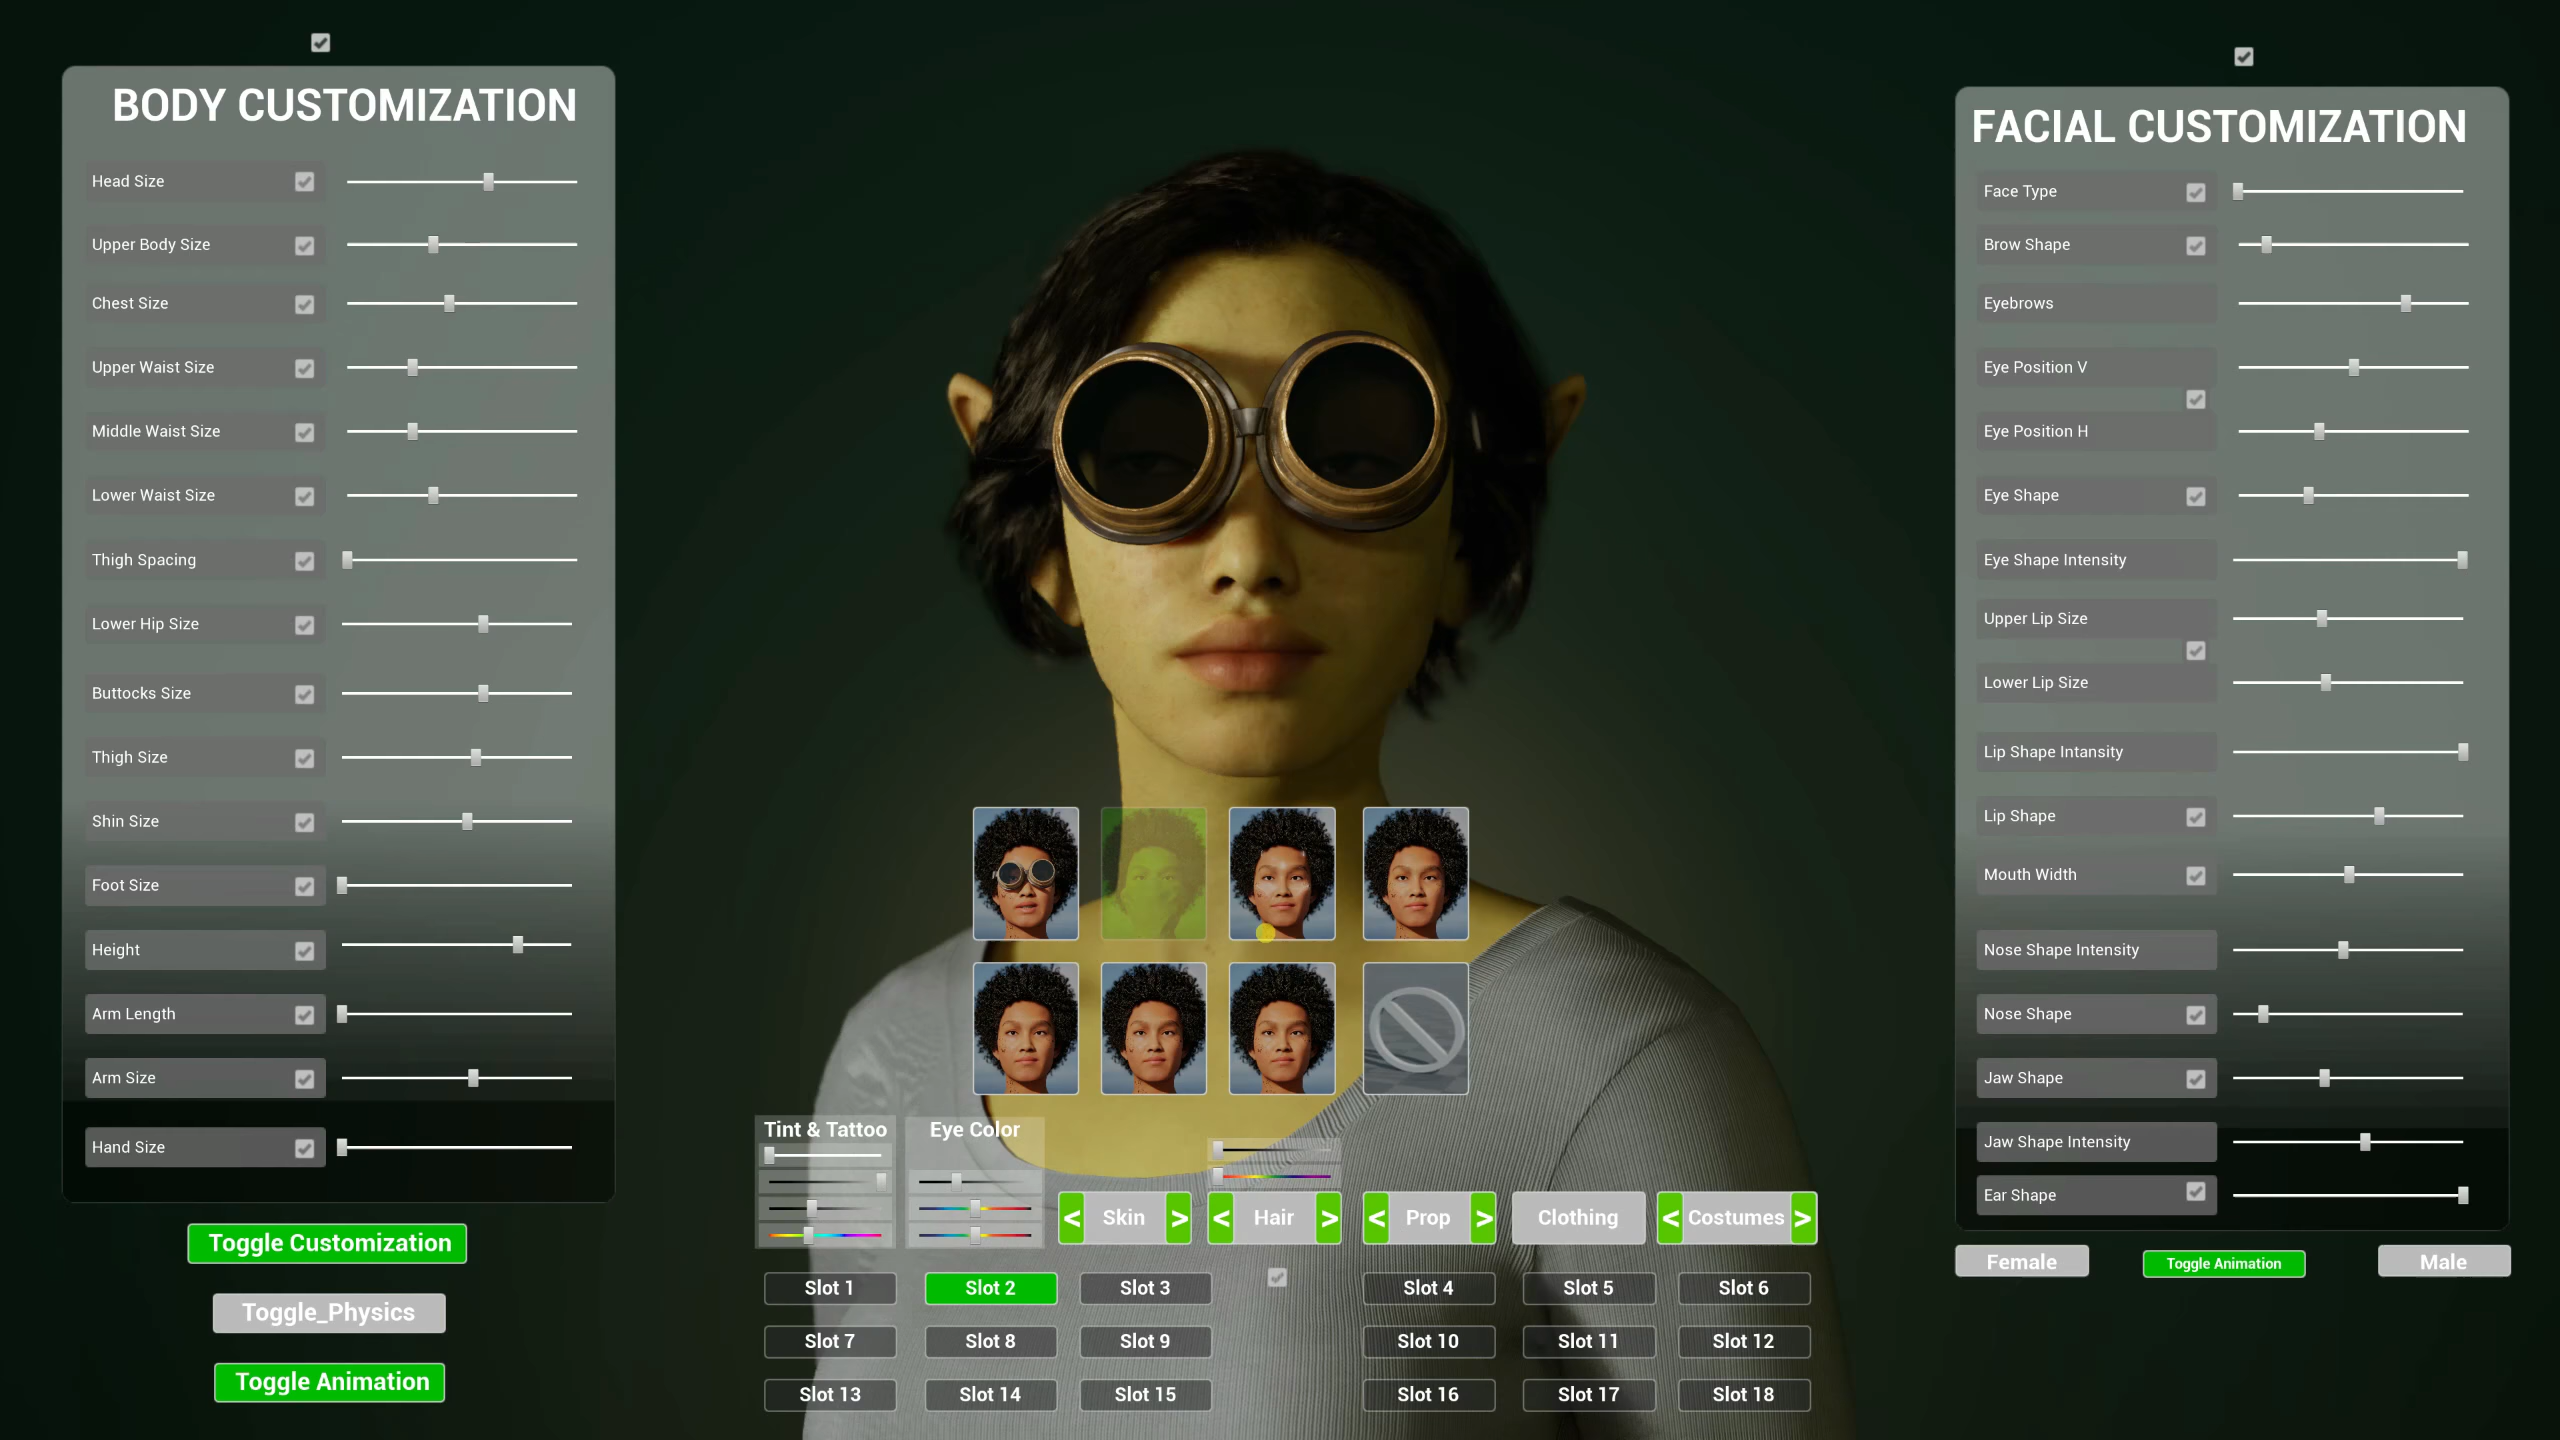 BODY CUSTOMIZATION
Head Size
Upper Body Size
Chest Size
Upper Waist Size
Middle Waist Size
Lower Waist Size
Thigh Spacing
Lower Hip Size
Buttocks Size
Thigh Size
Shin Size
Foot Size
Height
Arm Length
Arm Size
Hand Size
Toggle Customization
Toggle_Physics
Toggle Animation
Tint & Tattoo
Eye Color
< Skin >
< Hair >
< Prop >
Clothing
< Costumes >
Slot 1
Slot 2
Slot 3
Slot 4
Slot 5
Slot 6
Slot 7
Slot 8
Slot 9
Slot 10
Slot 11
Slot 12
Slot 13
Slot 14
Slot 15
Slot 16
Slot 17
Slot 18
FACIAL CUSTOMIZATION
Face Type
Brow Shape
Eyebrows
Eye Position V
Eye Position H
Eye Shape
Eye Shape Intensity
Upper Lip Size
Lower Lip Size
Lip Shape Intansity
Lip Shape
Mouth Width
Nose Shape Intensity
Nose Shape
Jaw Shape
Jaw Shape Intensity
Ear Shape
Female
Toggle Animation
Male